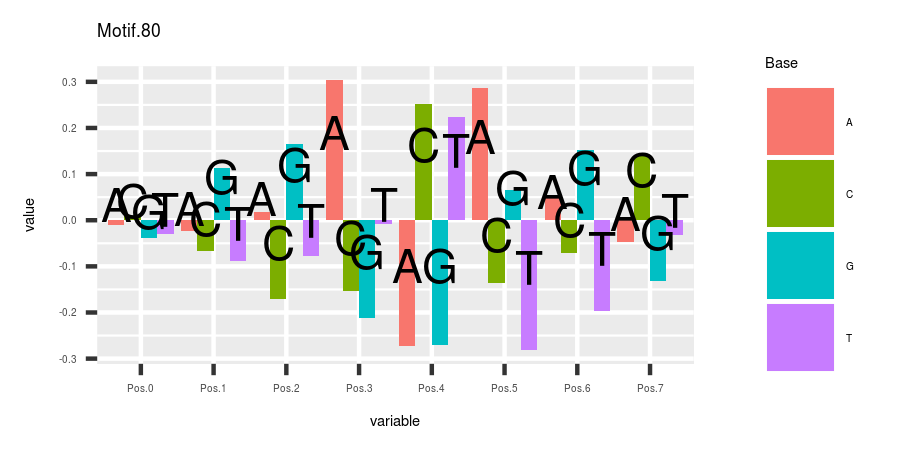 Motif.80
value
0.3
0.2
0.1
0.0
-0.1
-0.2
-0.3
A C G T A C G T A C G T A C G T A C G T A C G T A C G T A C G T
Pos.0 Pos.1 Pos.2 Pos.3 Pos.4 Pos.5 Pos.6 Pos.7
variable
Base
A
C
G
T